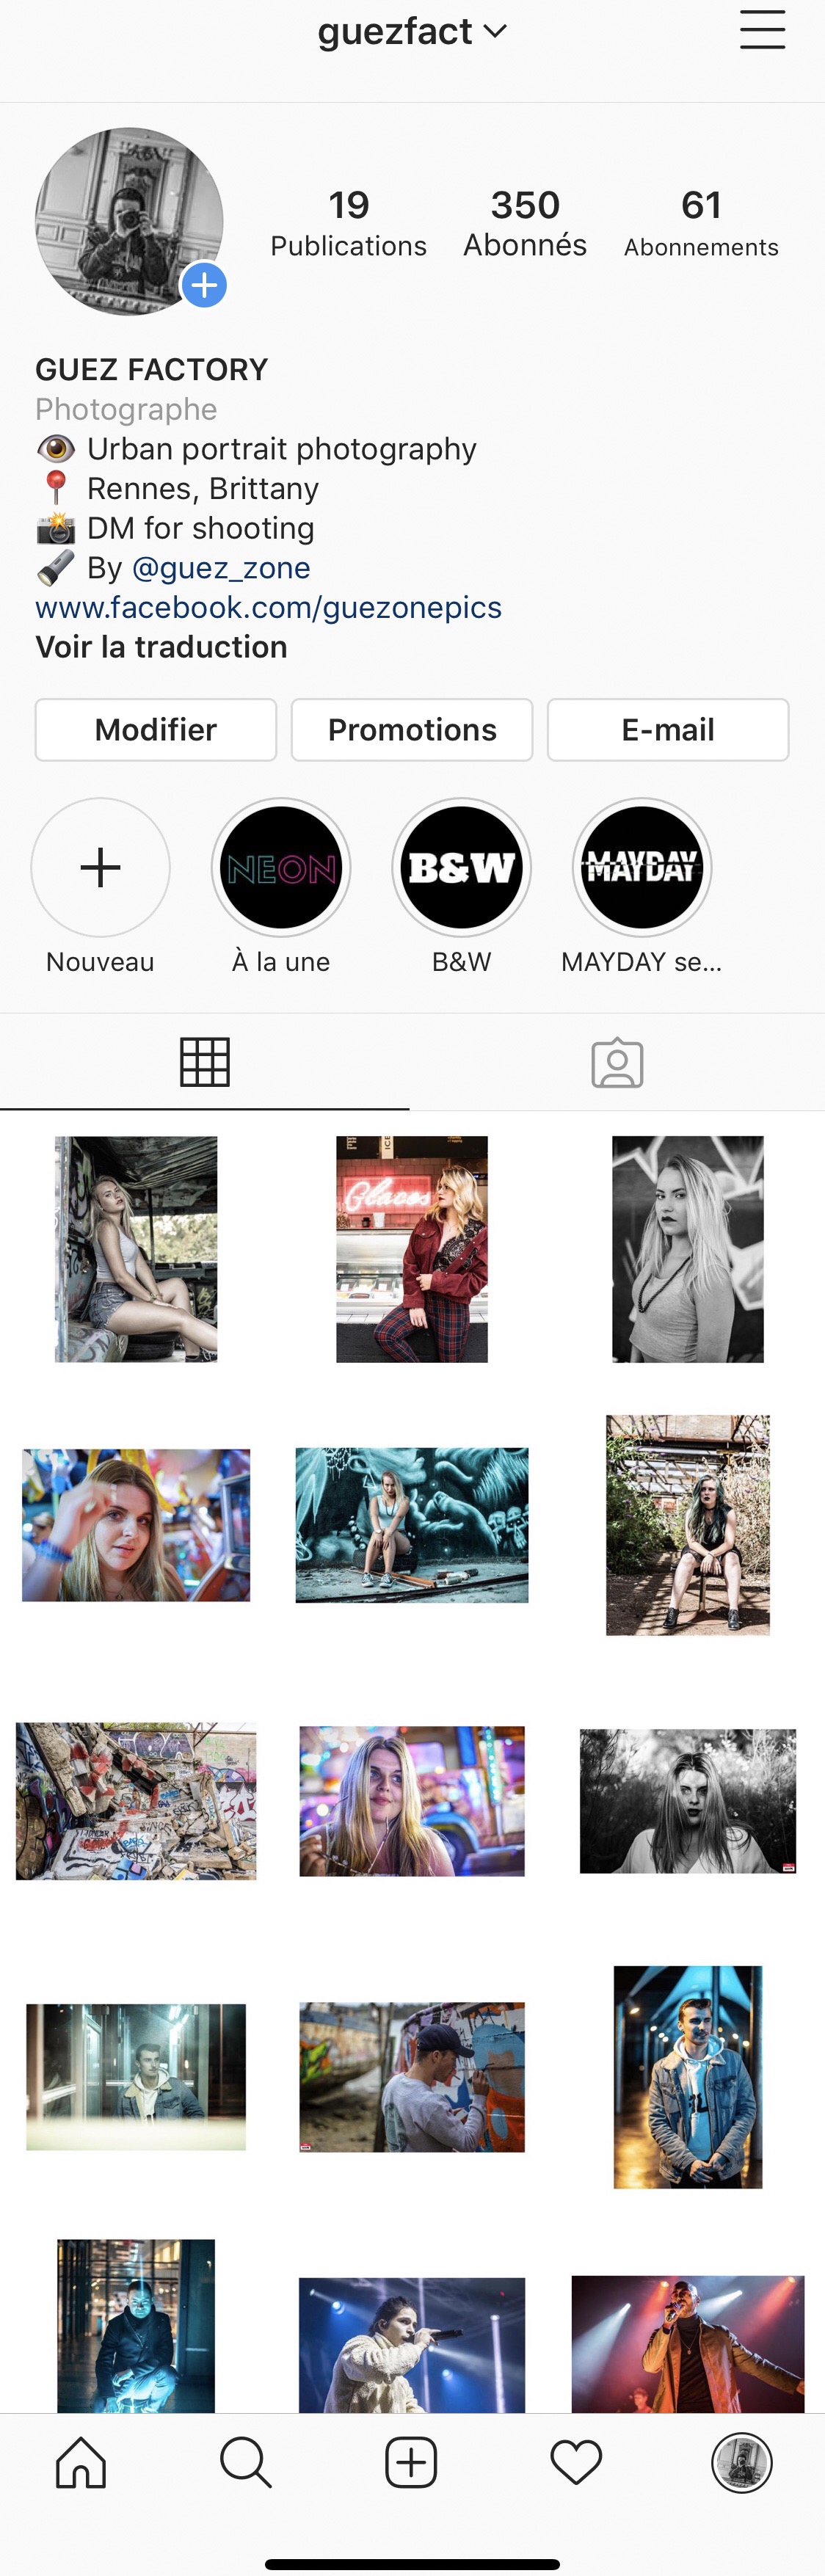 guezfact
19
350
61
Publications
Abonnés
Abonnements
GUEZ FACTORY
Photographe
Urban portrait photography
Rennes, Brittany
DM for shooting
By @guez_zone
www.facebook.com/guezonepics
Voir la traduction
Modifier
Promotions
E-mail
NEON
B&W
MAYDAY
Nouveau
À la une
B&W
MAYDAY se...
ICE
Glaces